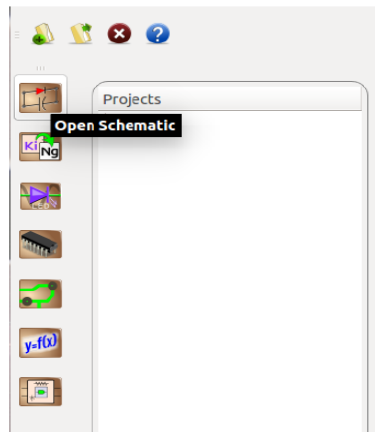 ?
Projects
Open Schematic
Ki
Ng
y=f(x)